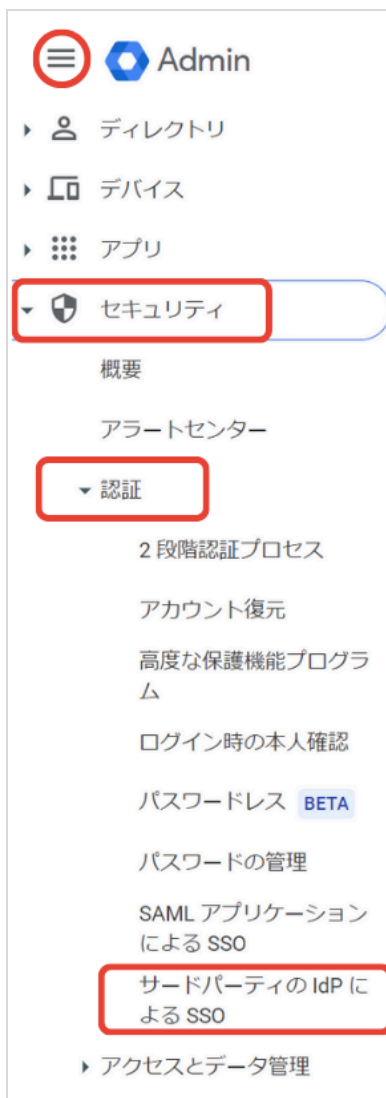 Admin
ディレクトリ
デバイス
アプリ
セキュリティ
概要
アラートセンター
認証
2 段階認証プロセス
アカウント復元
高度な保護機能プログラ
ム
ログイン時の本人確認
パスワードレス BETA
パスワードの管理
SAML アプリケーション
による SSO
サードパーティの IdP に
よる SSO
アクセスとデータ管理